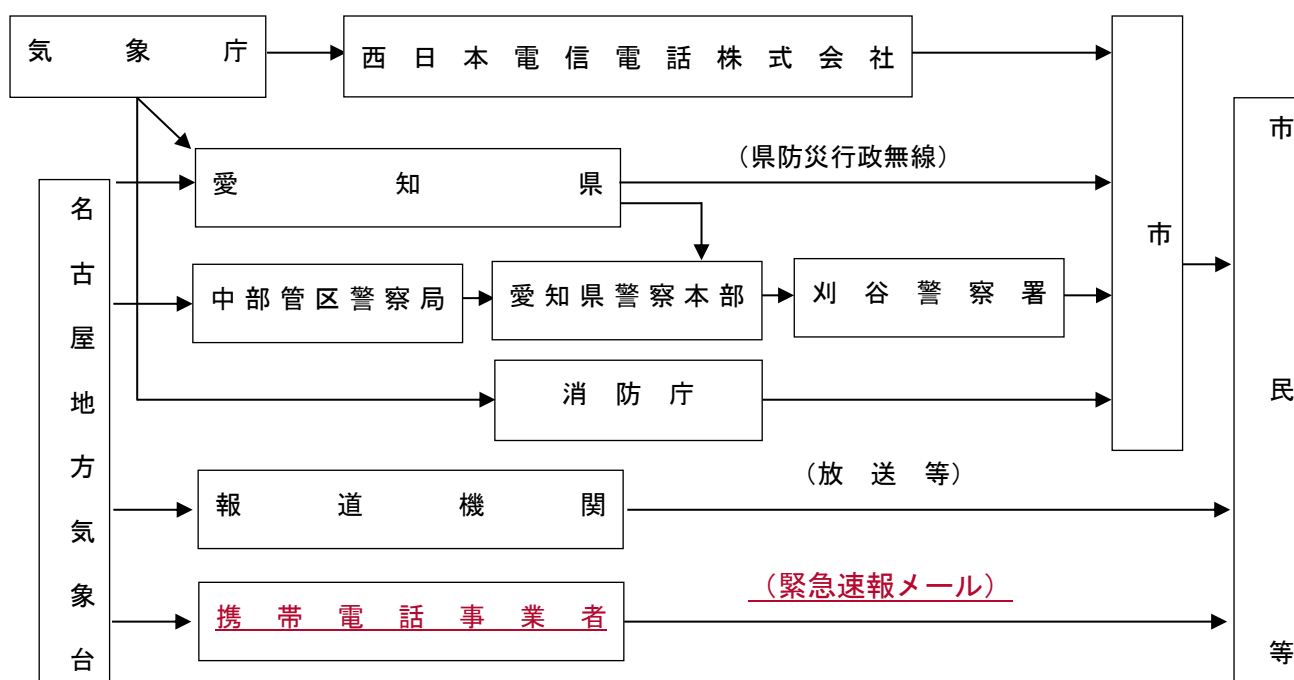 気象庁
西日本電信電話株式会社
愛知県
（県防災行政無線）
名古屋地方気象台
中部管区警察局
愛知県警察本部
刈谷警察署
消防庁
市
報道機関
（放送等）
携帯電話事業者
（緊急速報メール）
市民等